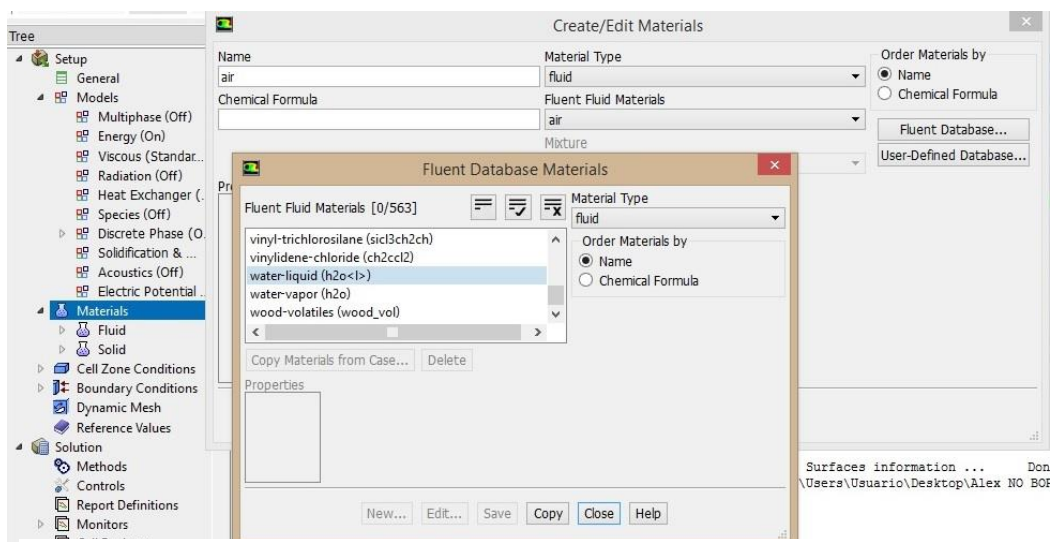 Tree
Setup
General
Models
Multiphase (Off)
Energy (On)
Viscous (Standar...
Radiation (Off)
Heat Exchanger (.
Species (Off)
Discrete Phase (O.
Solidification & ...
Acoustics (Off)
Electric Potential .
Materials
Fluid
Solid
Cell Zone Conditions
Boundary Conditions
Dynamic Mesh
Reference Values
Solution
Methods
Controls
Report Definitions
Monitors
Create/Edit Materials
Name
air
Chemical Formula
Material Type
fluid
Fluent Fluid Materials
air
Mixture
Order Materials by
Name
Chemical Formula
Fluent Database...
User-Defined Database...
Pr
Fluent Database Materials
Fluent Fluid Materials [0/563]
vinyl-trichlorosilane (sicl3ch2ch)
vinylidene-chloride (ch2ccl2)
water-liquid (h2o<l>)
water-vapor (h2o)
wood-volatiles (wood_vol)
Material Type
fluid
Order Materials by
Name
Chemical Formula
Copy Materials from Case... Delete
Properties
New... Edit... Save Copy Close Help
Surfaces information ... Don
\Users\Usuario\Desktop\Alex NO BOR